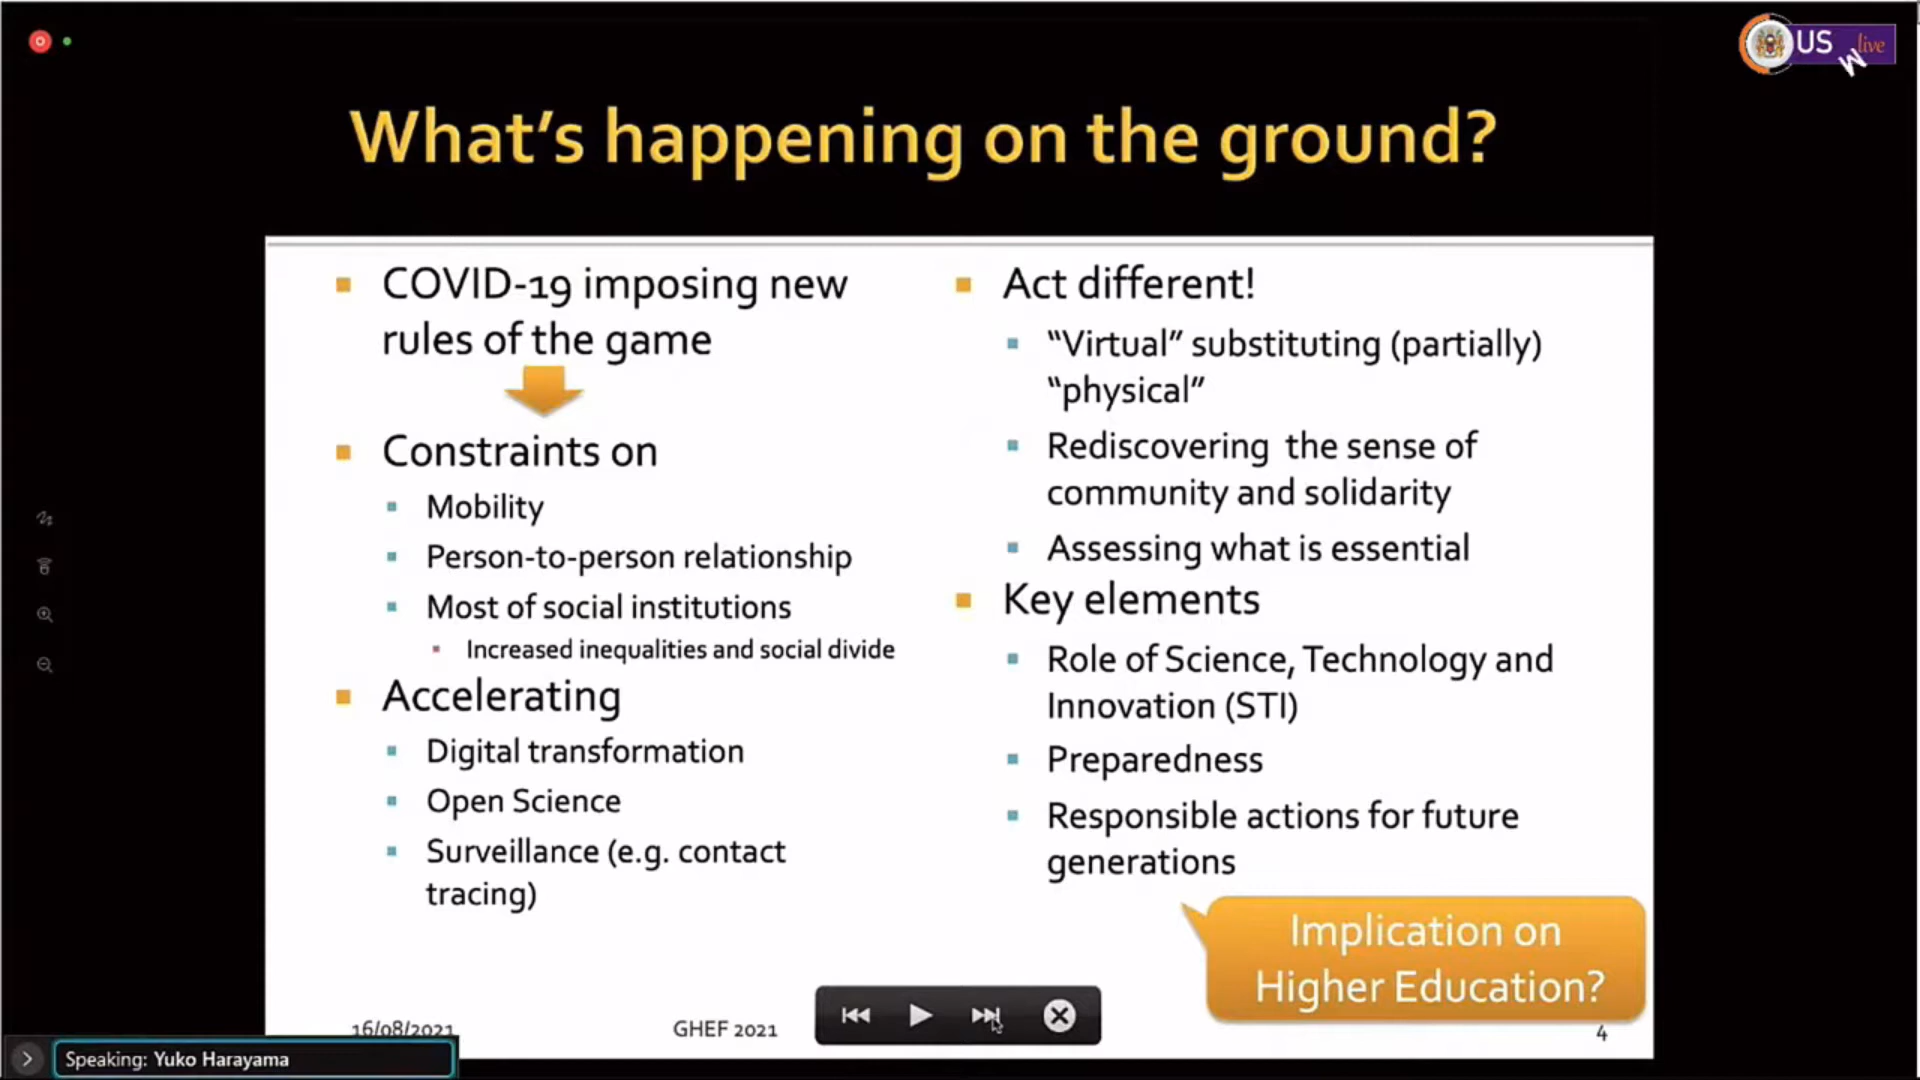 US
M
live
What's happening on the ground?
COVID-19 imposing new
rules of the game
Constraints on
Mobility
Person-to-person relationship
Most of social institutions
Increased inequalities and social divide
Accelerating
Digital transformation
Open Science
Surveillance (e.g. contact
tracing)
Act different!
“Virtual” substituting (partially)
“physical”
Rediscovering the sense of
community and solidarity
Assessing what is essential
Key elements
Role of Science, Technology and
Innovation (STI)
Preparedness
Responsible actions for future
generations
Implication on
Higher Education?
16/08/2021
GHEF 2021
4
Speaking: Yuko Harayama